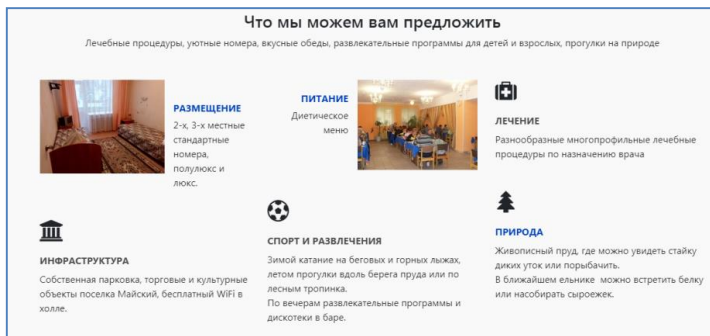 Что мы можем вам предложить
Лечебные процедуры, уютные номера, вкусные обеды, развлекательные программы для детей и взрослых, прогулки на природе
РАЗМЕЩЕНИЕ
2-х, 3-х местные
стандартные
номера,
полулюкс и
люкс.
ПИТАНИЕ
Диетическое
меню
ЛЕЧЕНИЕ
Разнообразные многопрофильные лечебные
процедуры по назначению врача
ИНФРАСТРУКТУРА
Собственная парковка, торговые и культурные
объекты поселка Майский, бесплатный WiFi в
холле.
СПОРТ И РАЗВЛЕЧЕНИЯ
Зимой катание на беговых и горных лыжах,
летом прогулки вдоль берега пруда или по
лесным тропинка.
По вечерам развлекательные программы и
дискотеки в баре.
ПРИРОДА
Живописный пруд, где можно увидеть стайку
диких уток или порыбачить.
В ближайшем ельнике можно встретить белку
или насобирать сыроежек.